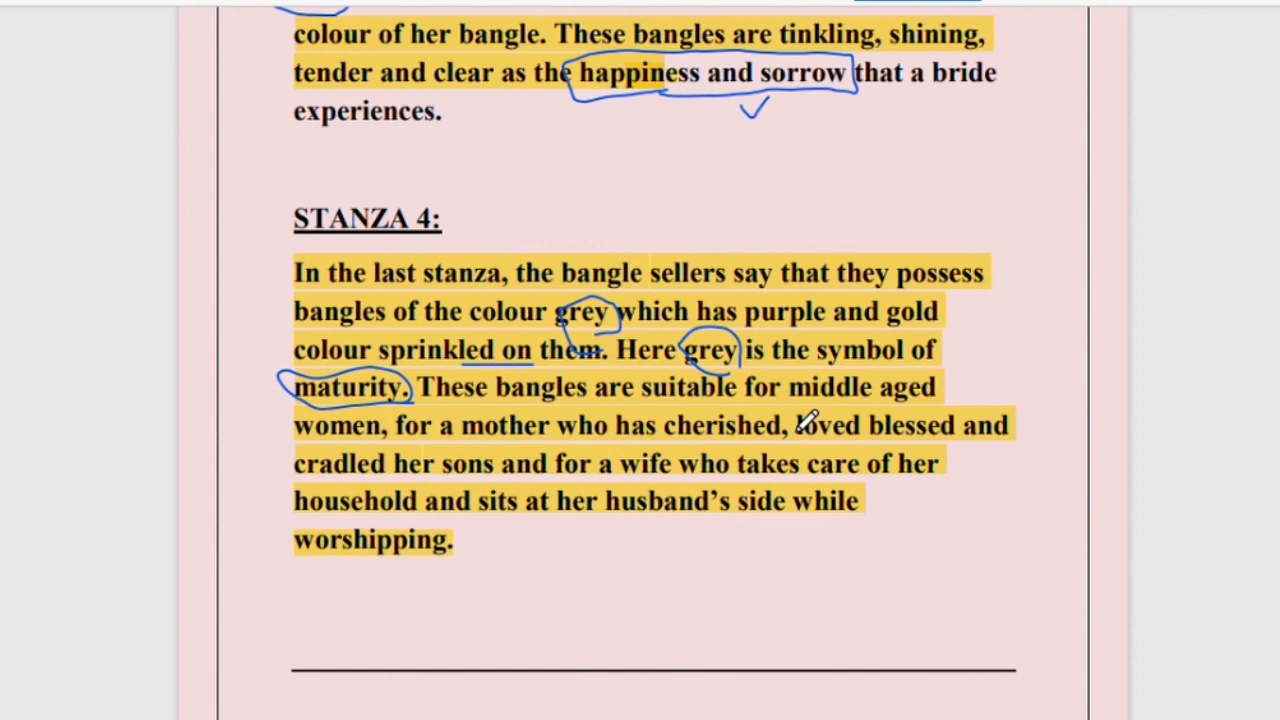 colour of her bangle. These bangles are tinkling, shining,
tender and clear as the happiness and sorrow that a bride
experiences.
STANZA 4:
In the last stanza, the bangle sellers say that they possess
bangles of the colour grey which has purple and gold
colour sprinkled on them. Here grey is the symbol of
maturity. These bangles are suitable for middle aged
women, for a mother who has cherished, loved blessed and
cradled her sons and for a wife who takes care of her
household and sits at her husband's side while
worshipping.